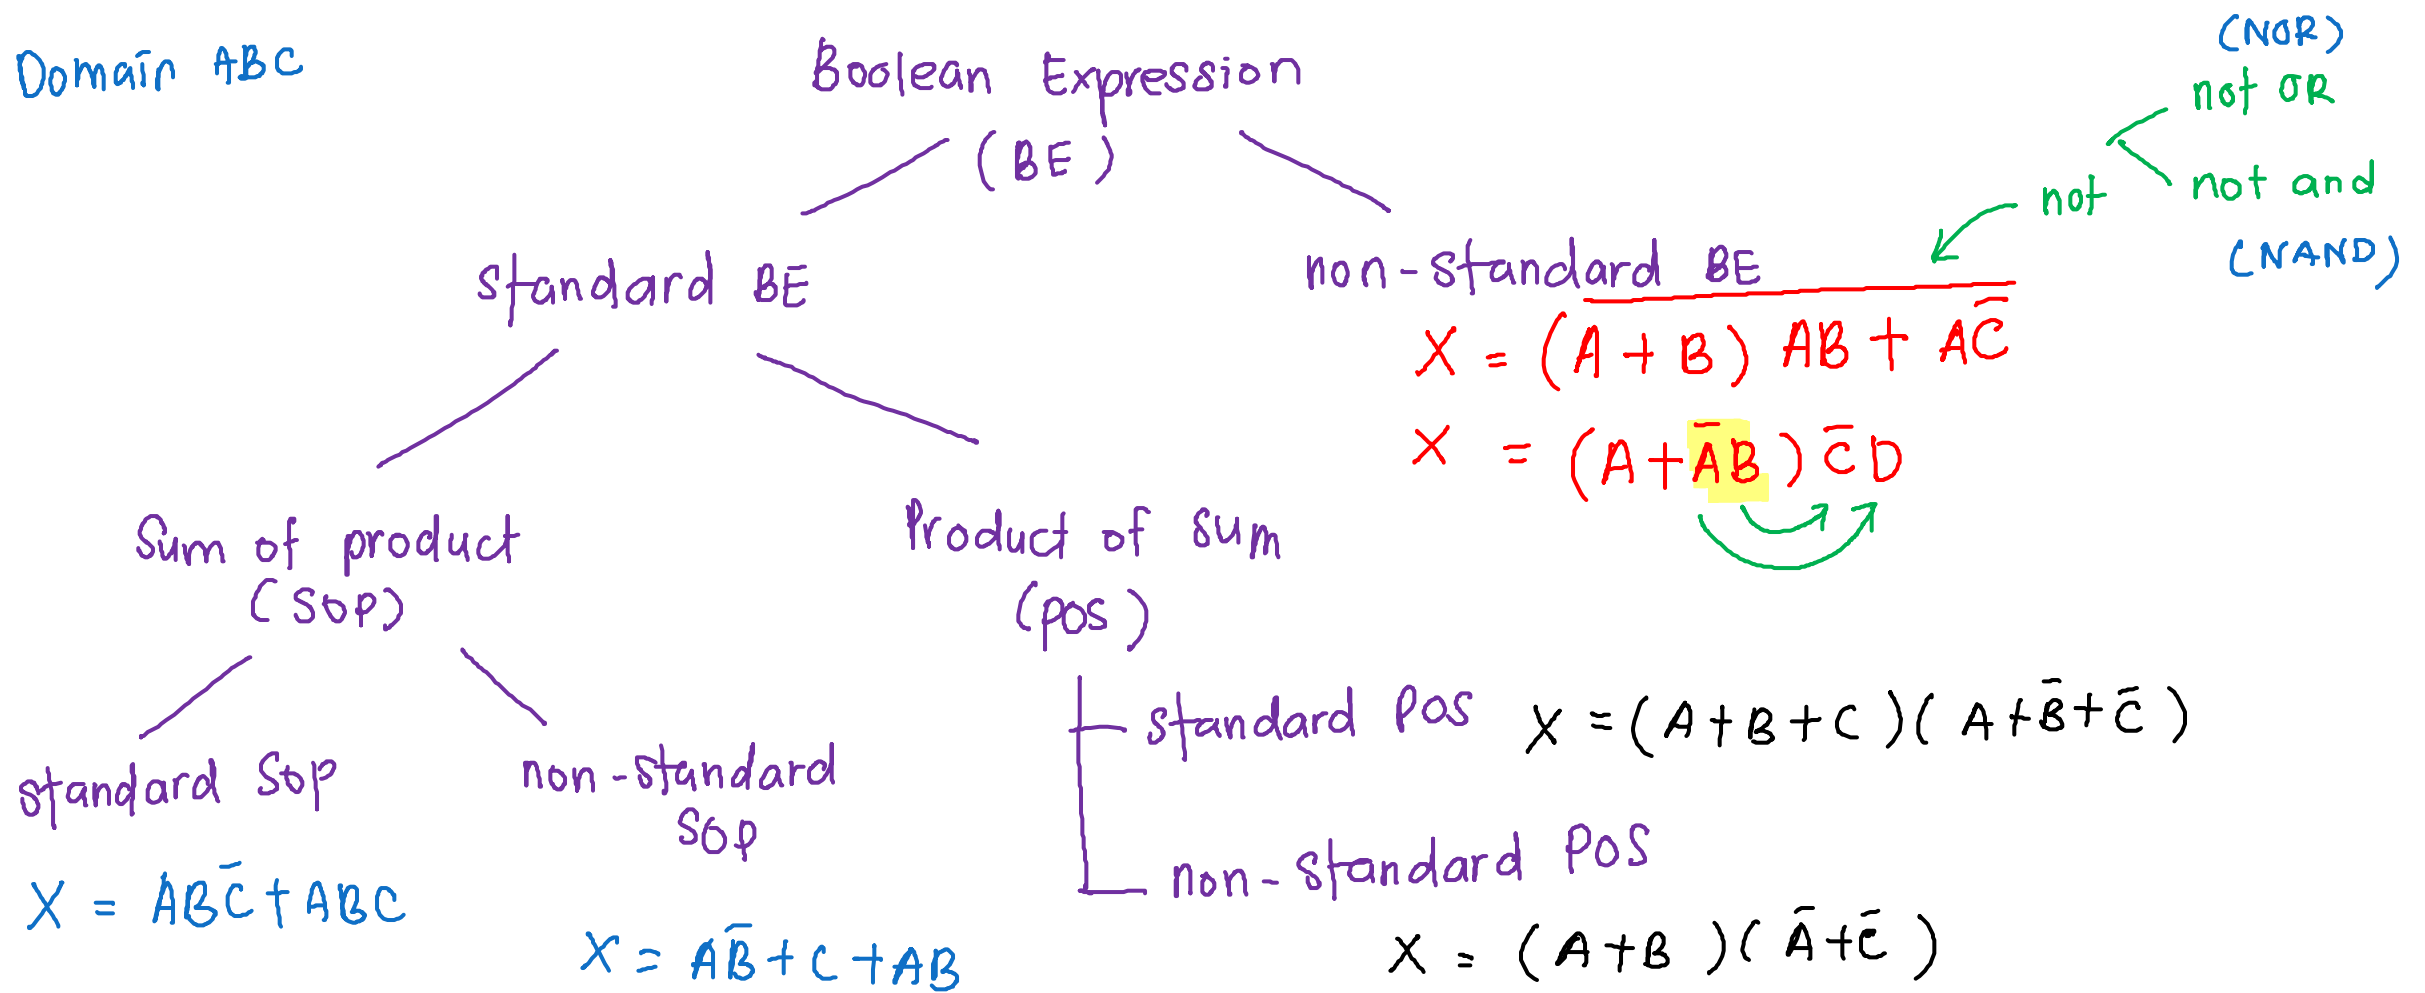 Domain ABC
Boolean Expression
(BE)
(NOR)
not OR
not
not and
(NAND)
standard BE
non-standard BE
X = \overline{(A + B) AB + AC̅}
X = (A + A̅B) C̅D
Sum of product
(SOP)
Product of sum
(POS)
standard POS X = (A+B+C)(A+B̅+C̅)
standard SOP
non-standard
SOP
non-standard POS
X = ABC̅ + ABC
X = AB̅ + C + AB
X = (A+B)(A̅+C̅)